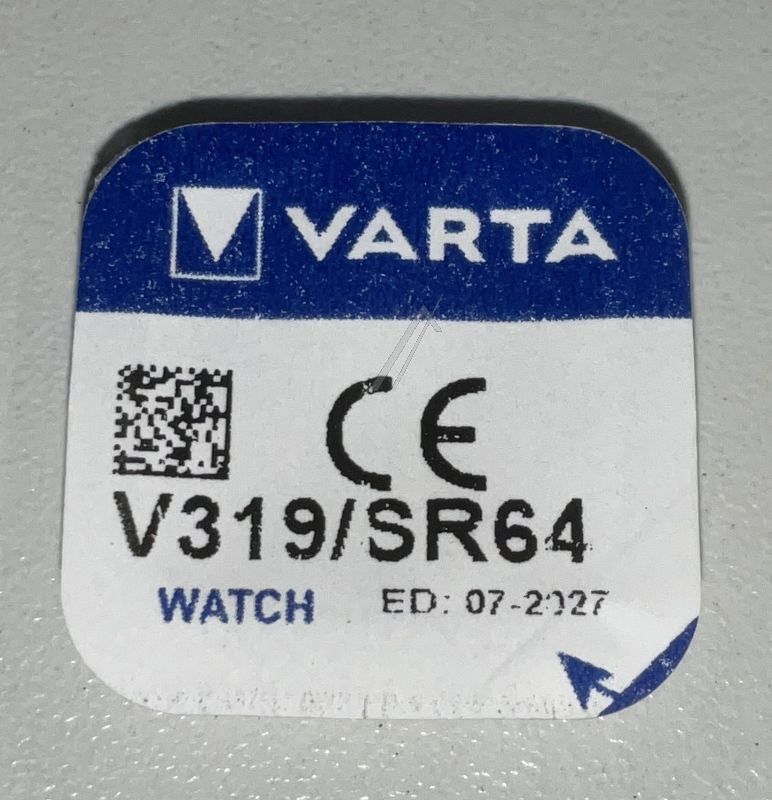 VARTA
CE
V319/SR64
WATCH
ED: 07-2027